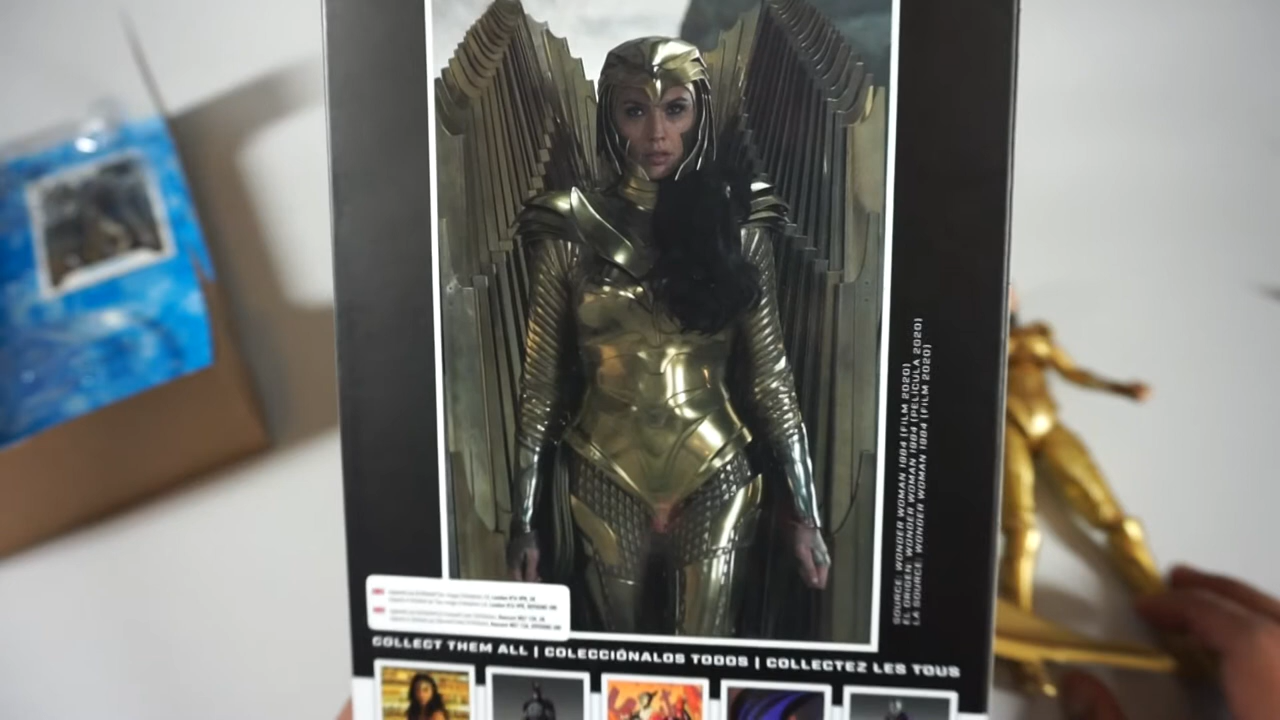 SOURCE: WONDER WOMAN 1984 (FILM 2020)
EL ORIGEN: WONDER WOMAN 1984 (PELÍCULA 2020)
LA SOURCE: WONDER WOMAN 1984 (FILM 2020)
COLLECT THEM ALL | COLECCIÓNALOS TODOS | COLLECTEZ LES TOUS